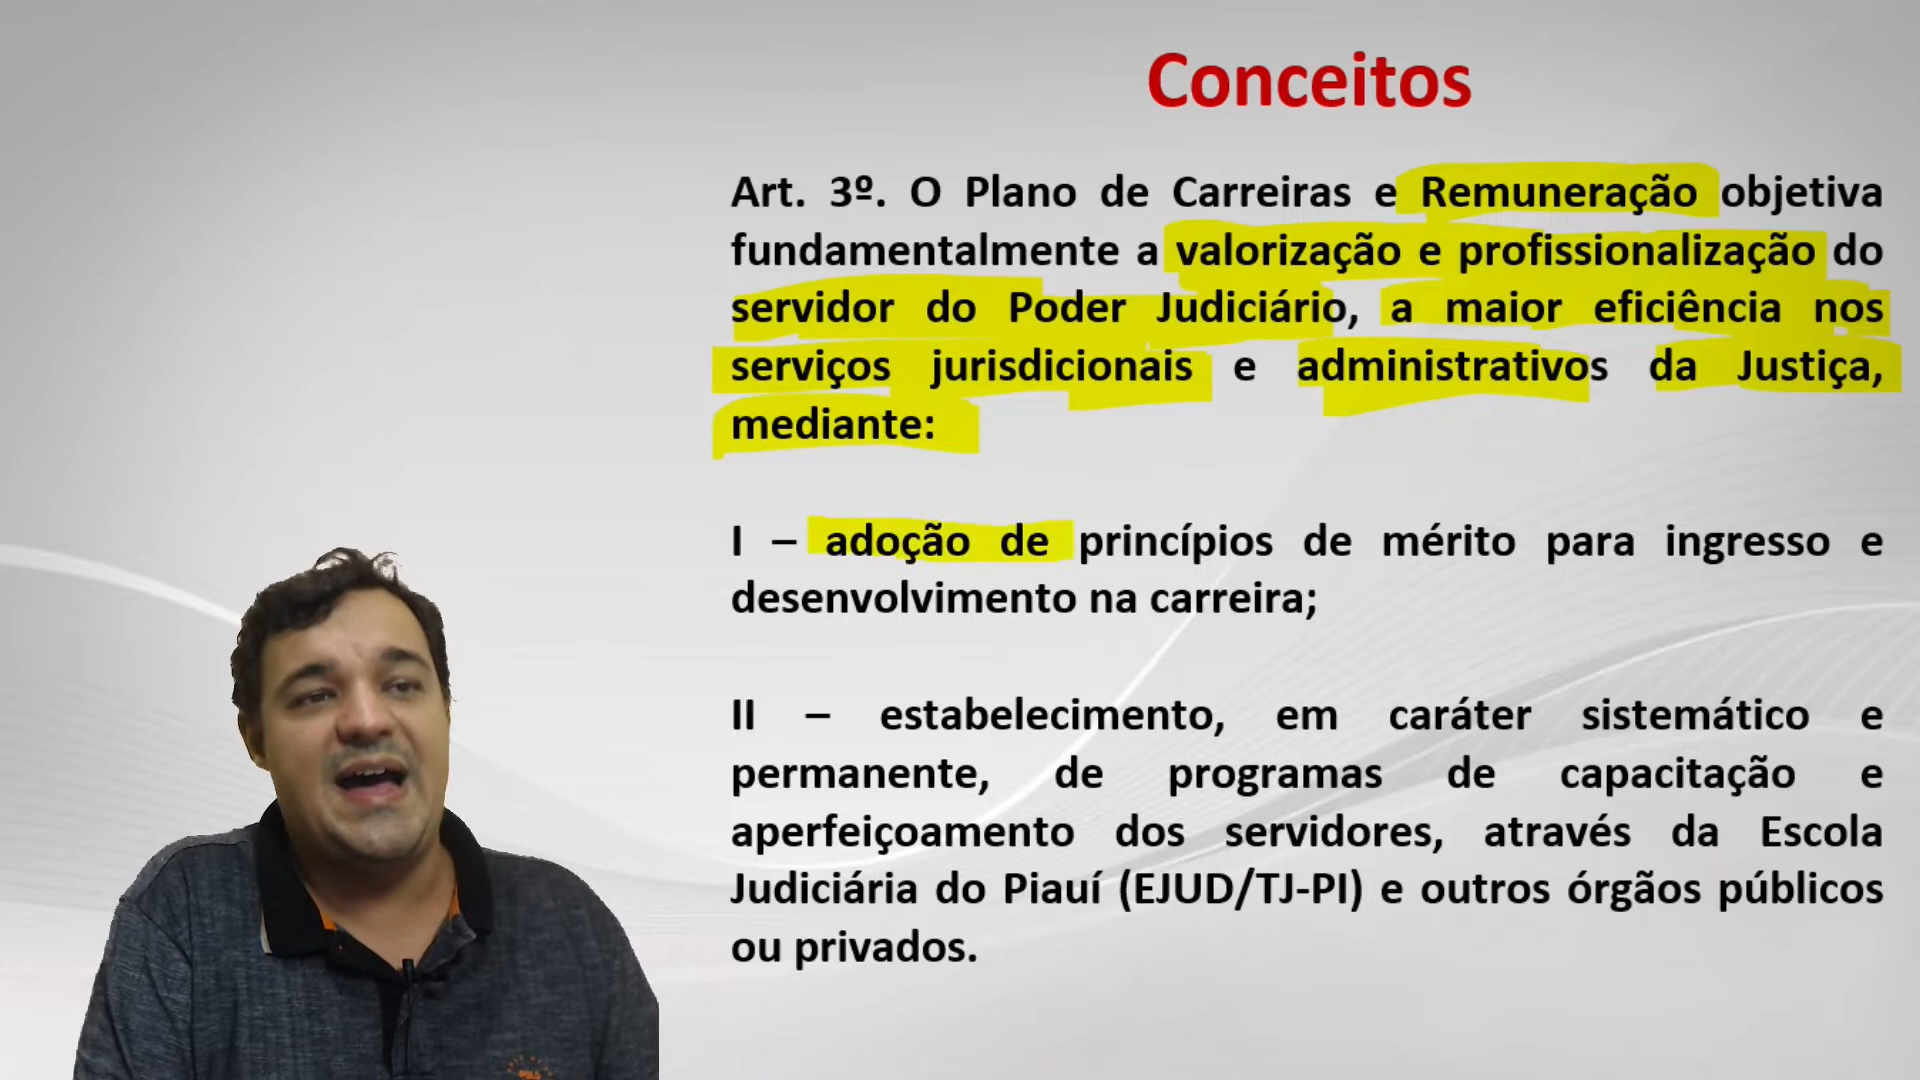 Conceitos
Art. 3º. O Plano de Carreiras e Remuneração objetiva
fundamentalmente a valorização e profissionalização do
servidor do Poder Judiciário, a maior eficiência nos
serviços jurisdicionais e administrativos da Justiça,
mediante:
I – adoção de princípios de mérito para ingresso e
desenvolvimento na carreira;
II – estabelecimento, em caráter sistemático e
permanente, de programas de capacitação e
aperfeiçoamento dos servidores, através da Escola
Judiciária do Piauí (EJUD/TJ-PI) e outros órgãos públicos
ou privados.